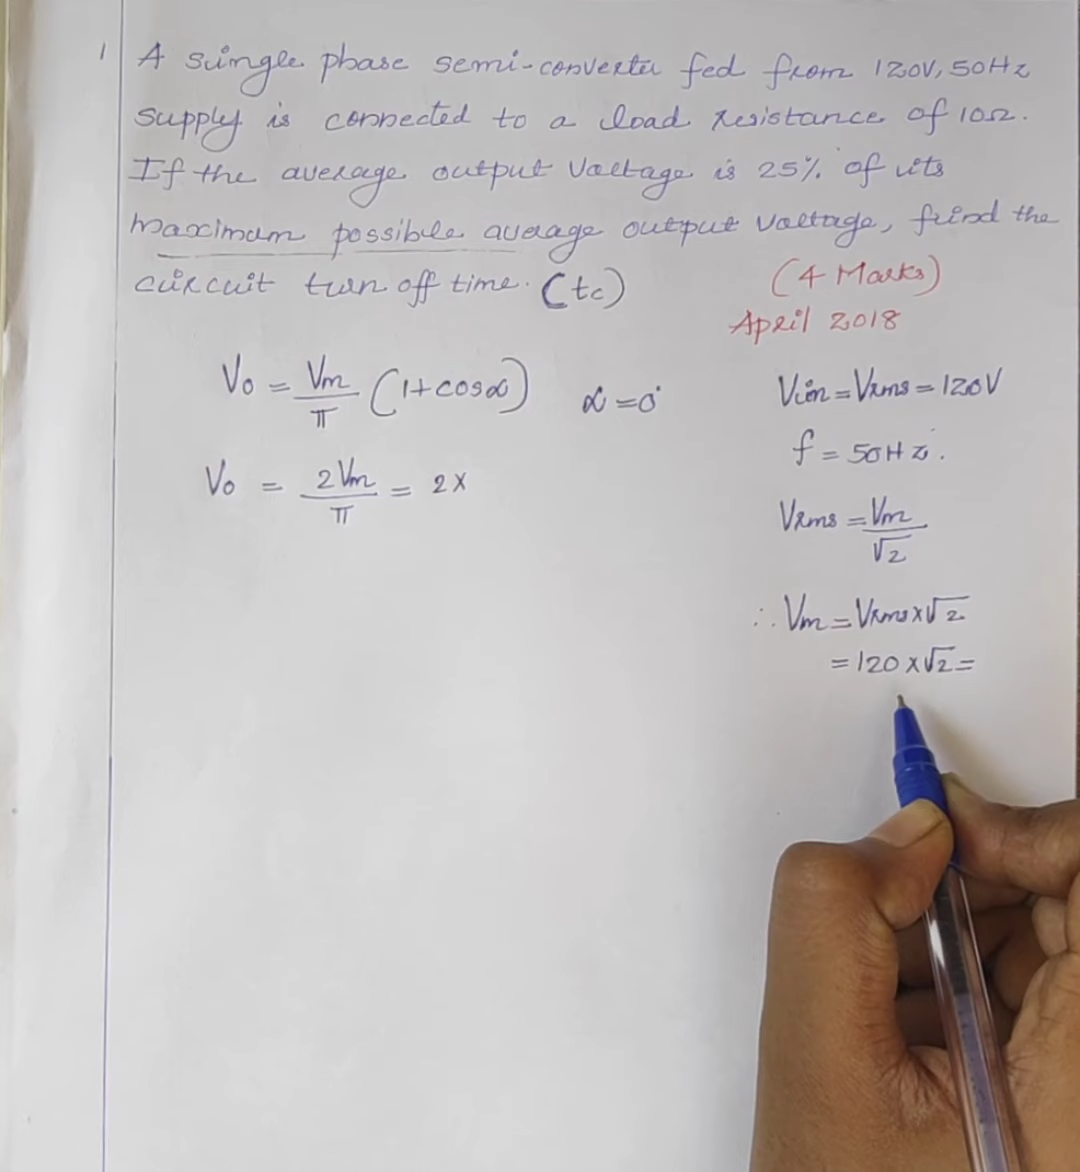 1 A single phase semi-converter fed from 120V, 50Hz
supply is connected to a load resistance of 10Ω.
If the average output Voltage is 25% of its
maximum possible average output voltage, find the
circuit turn off time. (tc)
(4 Marks)
April 2018
Vo = Vm/π (1+cosα) α=0°
Vo = 2Vm/π = 2×
Vin = Vrms = 120V
f = 50Hz.
Vrms = Vm/√2
∴ Vm = Vrms×√2
= 120×√2 =